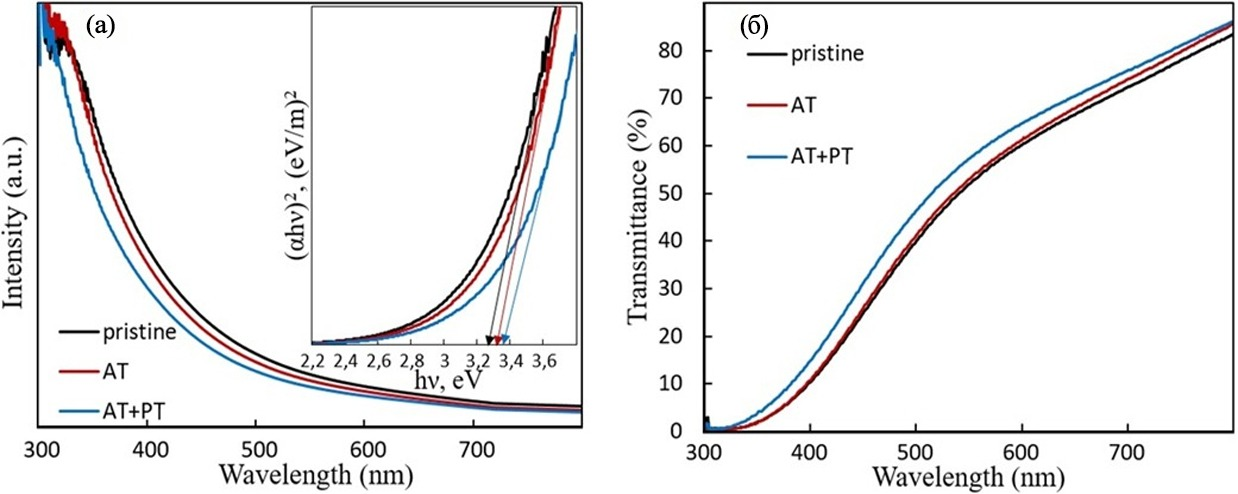 (а)
Intensity (a.u.)
(αhν)², (eV/m)²
2,2 2,4 2,6 2,8 3 3,2 3,4 3,6
hν, eV
pristine
AT
AT+PT
300 400 500 600 700
Wavelength (nm)
(б)
pristine
AT
AT+PT
Transmittance (%)
80
70
60
50
40
30
20
10
0
300 400 500 600 700
Wavelength (nm)